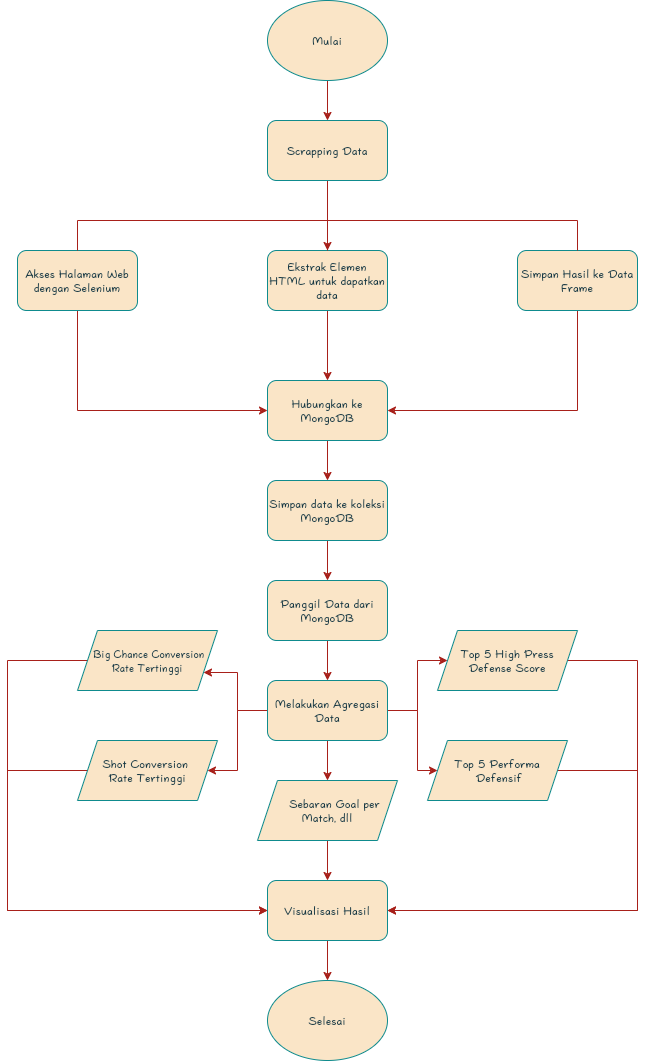 Mulai
Scrapping Data
Akses Halaman Web
dengan Selenium
Ekstrak Elemen
HTML untuk dapatkan
data
Simpan Hasil ke Data
Frame
Hubungkan ke
MongoDB
Simpan data ke koleksi
MongoDB
Panggil Data dari
MongoDB
Big Chance Conversion
Rate Tertinggi
Top 5 High Press
Defense Score
Melakukan Agregasi
Data
Shot Conversion
Rate Tertinggi
Top 5 Performa
Defensif
Sebaran Goal per
Match, dll
Visualisasi Hasil
Selesai